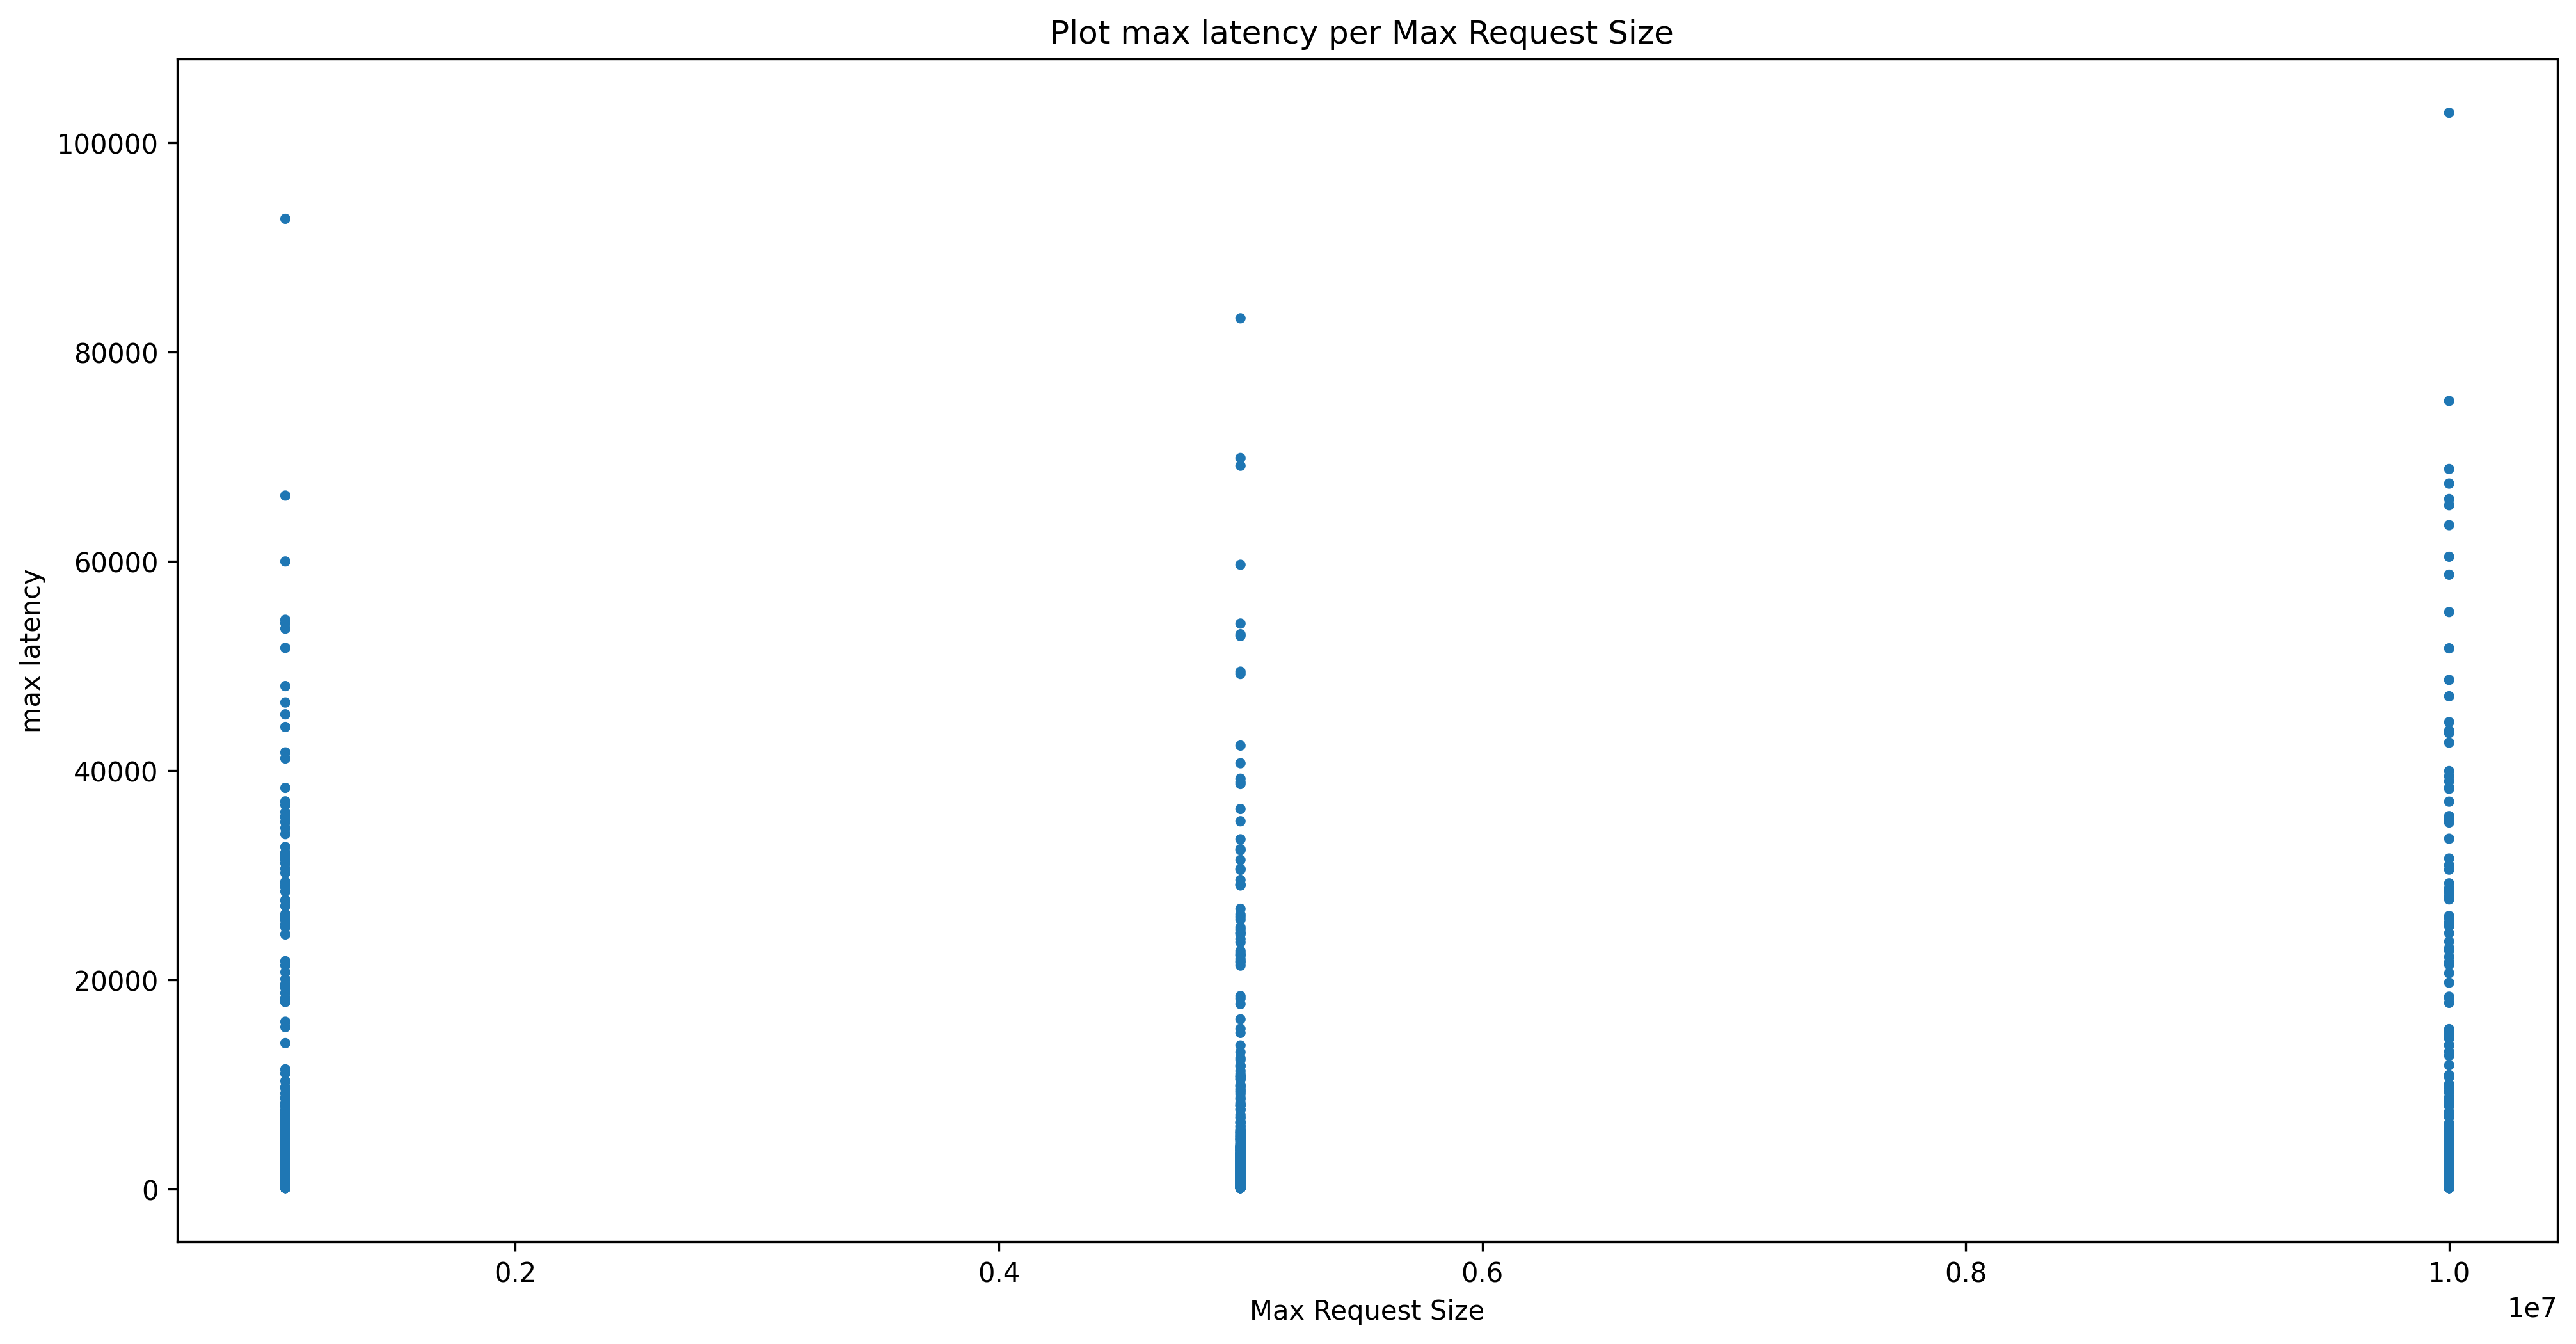 Plot max latency per Max Request Size
100000
80000
60000
40000
20000
0
max latency
0.2 0.4 0.6 0.8 1.0
Max Request Size
1e7